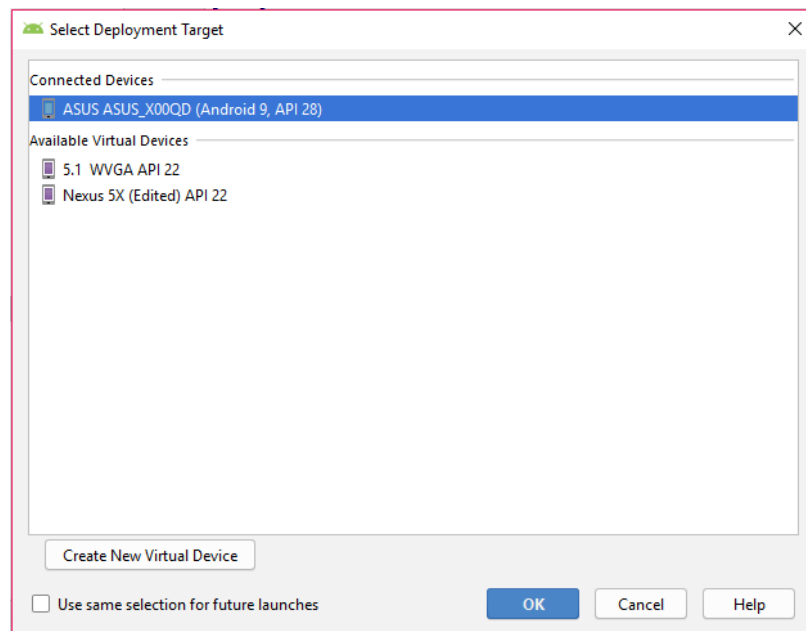 Select Deployment Target
Connected Devices
ASUS ASUS_X00QD (Android 9, API 28)
Available Virtual Devices
5.1 WVGA API 22
Nexus 5X (Edited) API 22
Create New Virtual Device
Use same selection for future launches
OK
Cancel
Help